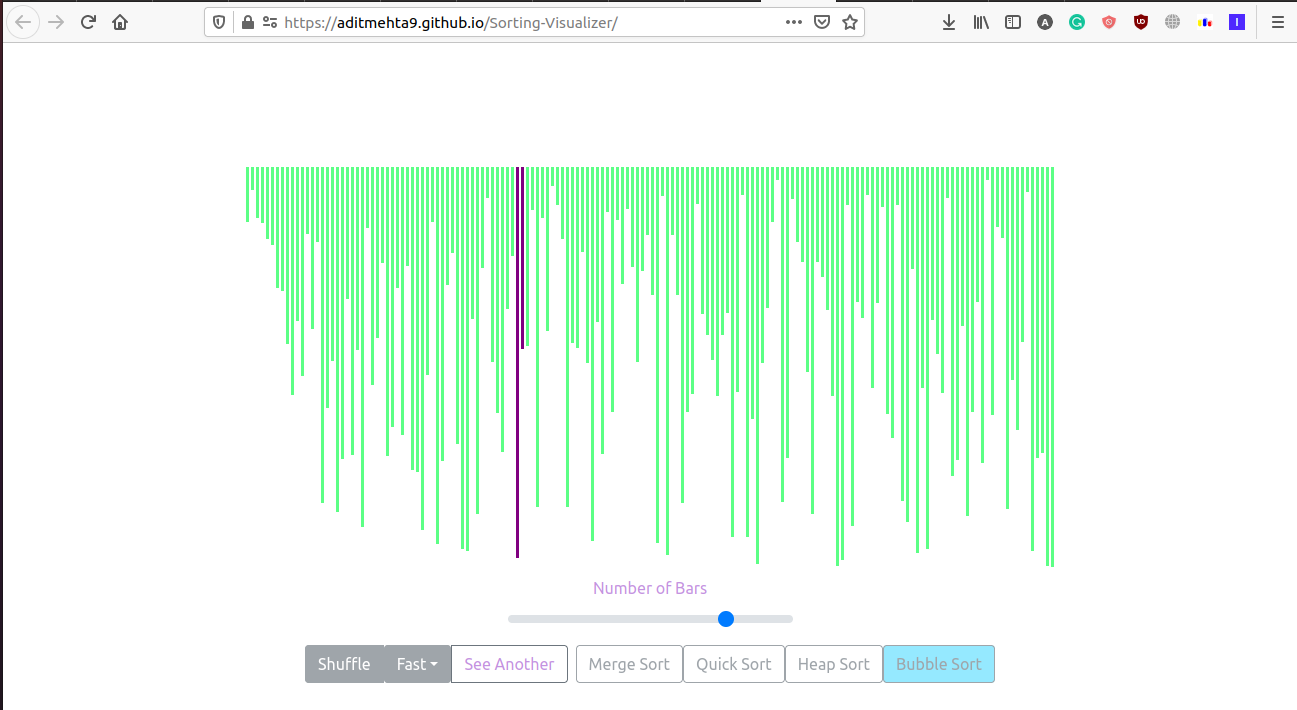 https://aditmehta9.github.io/Sorting-Visualizer/
Number of Bars
Shuffle Fast See Another Merge Sort Quick Sort Heap Sort Bubble Sort